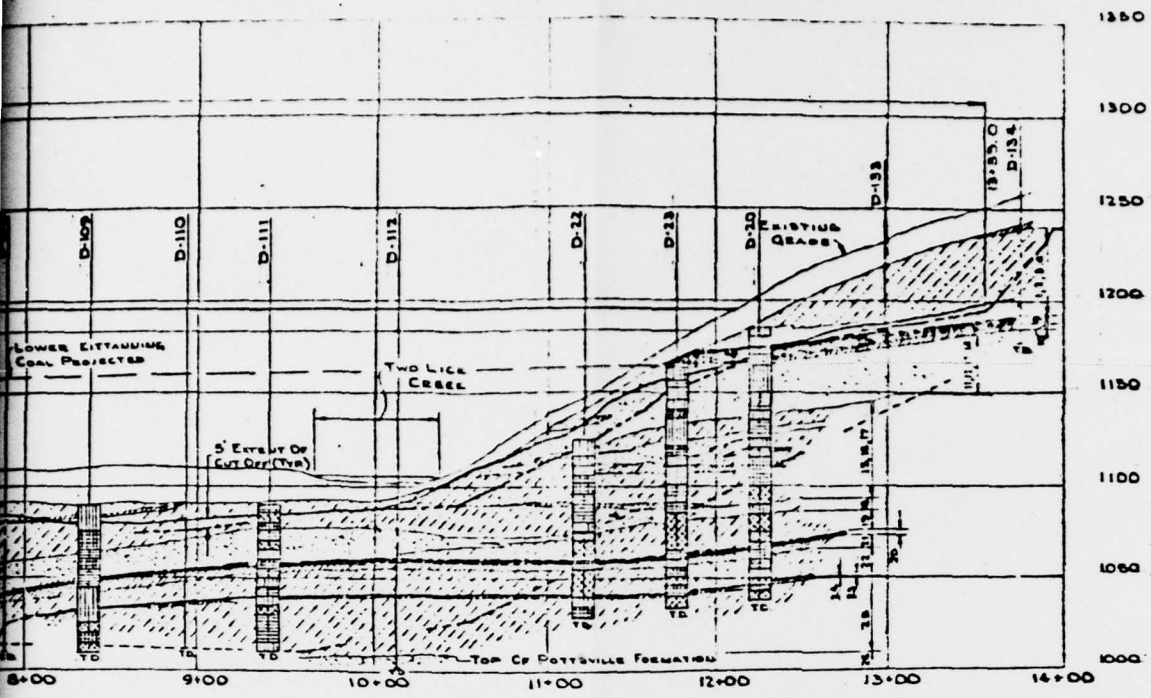 1350
1300
1250
1200
1150
1100
1050
1000
D-109
D-110
D-111
D-112
D-22
D-23
D-20
D-133
13+55.0
D-134
EXISTING
GRADE
LOWER KITTANNING
COAL PROJECTED
TWO LICK
CREEK
5' EXTENT OF
CUT OFF (TYP)
TD
TD
TD
TD
TD
TD
TOP OF POTTSVILLE FORMATION
8+00
9+00
10+00
11+00
12+00
13+00
14+00